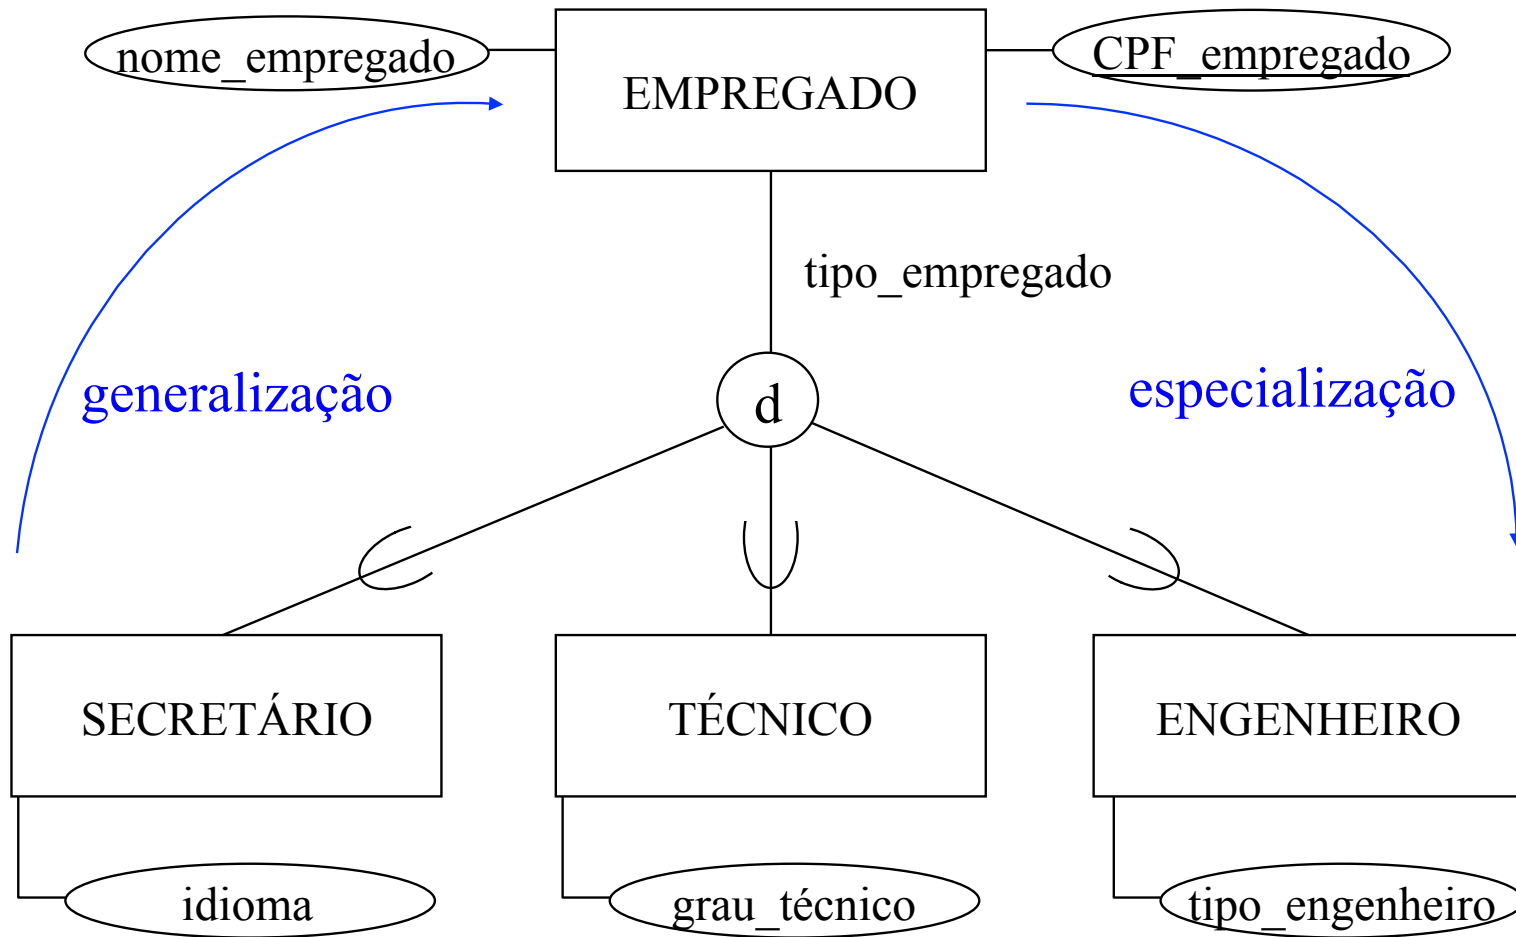 nome_empregado
CPF_empregado
EMPREGADO
tipo_empregado
generalização
d
especialização
SECRETÁRIO
TÉCNICO
ENGENHEIRO
idioma
grau_técnico
tipo_engenheiro